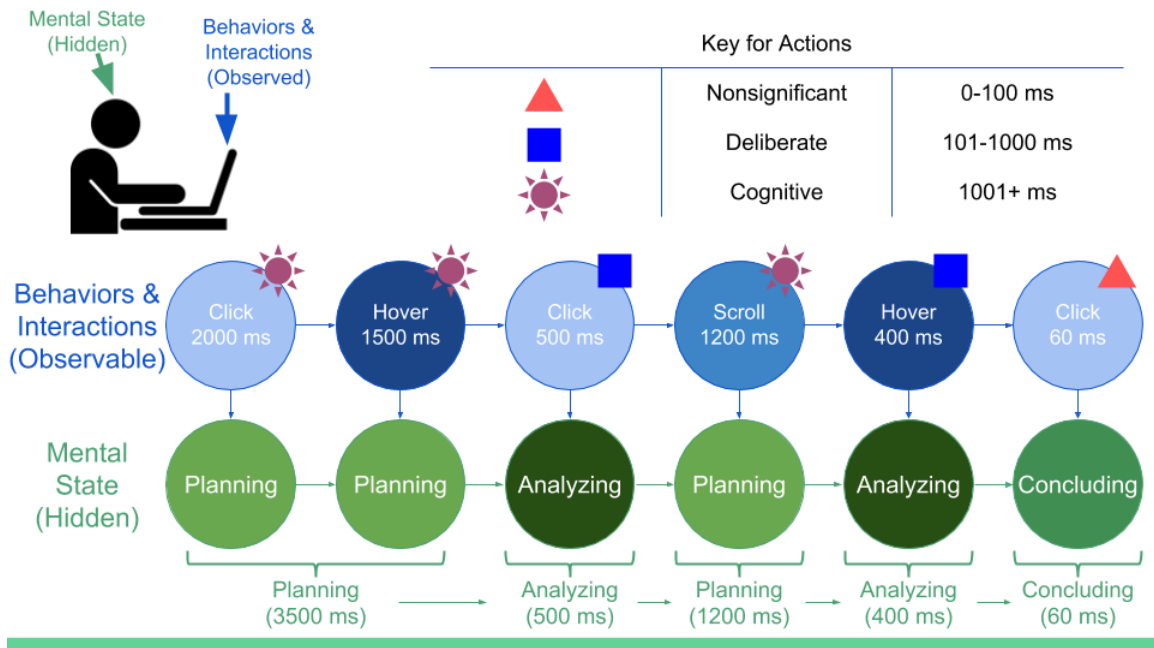 Mental State
(Hidden)
Behaviors &
Interactions
(Observed)
Key for Actions
Nonsignificant
0-100 ms
Deliberate
101-1000 ms
Cognitive
1001+ ms
Behaviors &
Interactions
(Observable)
Click
2000 ms
Hover
1500 ms
Click
500 ms
Scroll
1200 ms
Hover
400 ms
Click
60 ms
Mental
State
(Hidden)
Planning
Planning
Analyzing
Planning
Analyzing
Concluding
Planning
(3500 ms)
Analyzing
(500 ms)
Planning
(1200 ms)
Analyzing
(400 ms)
Concluding
(60 ms)